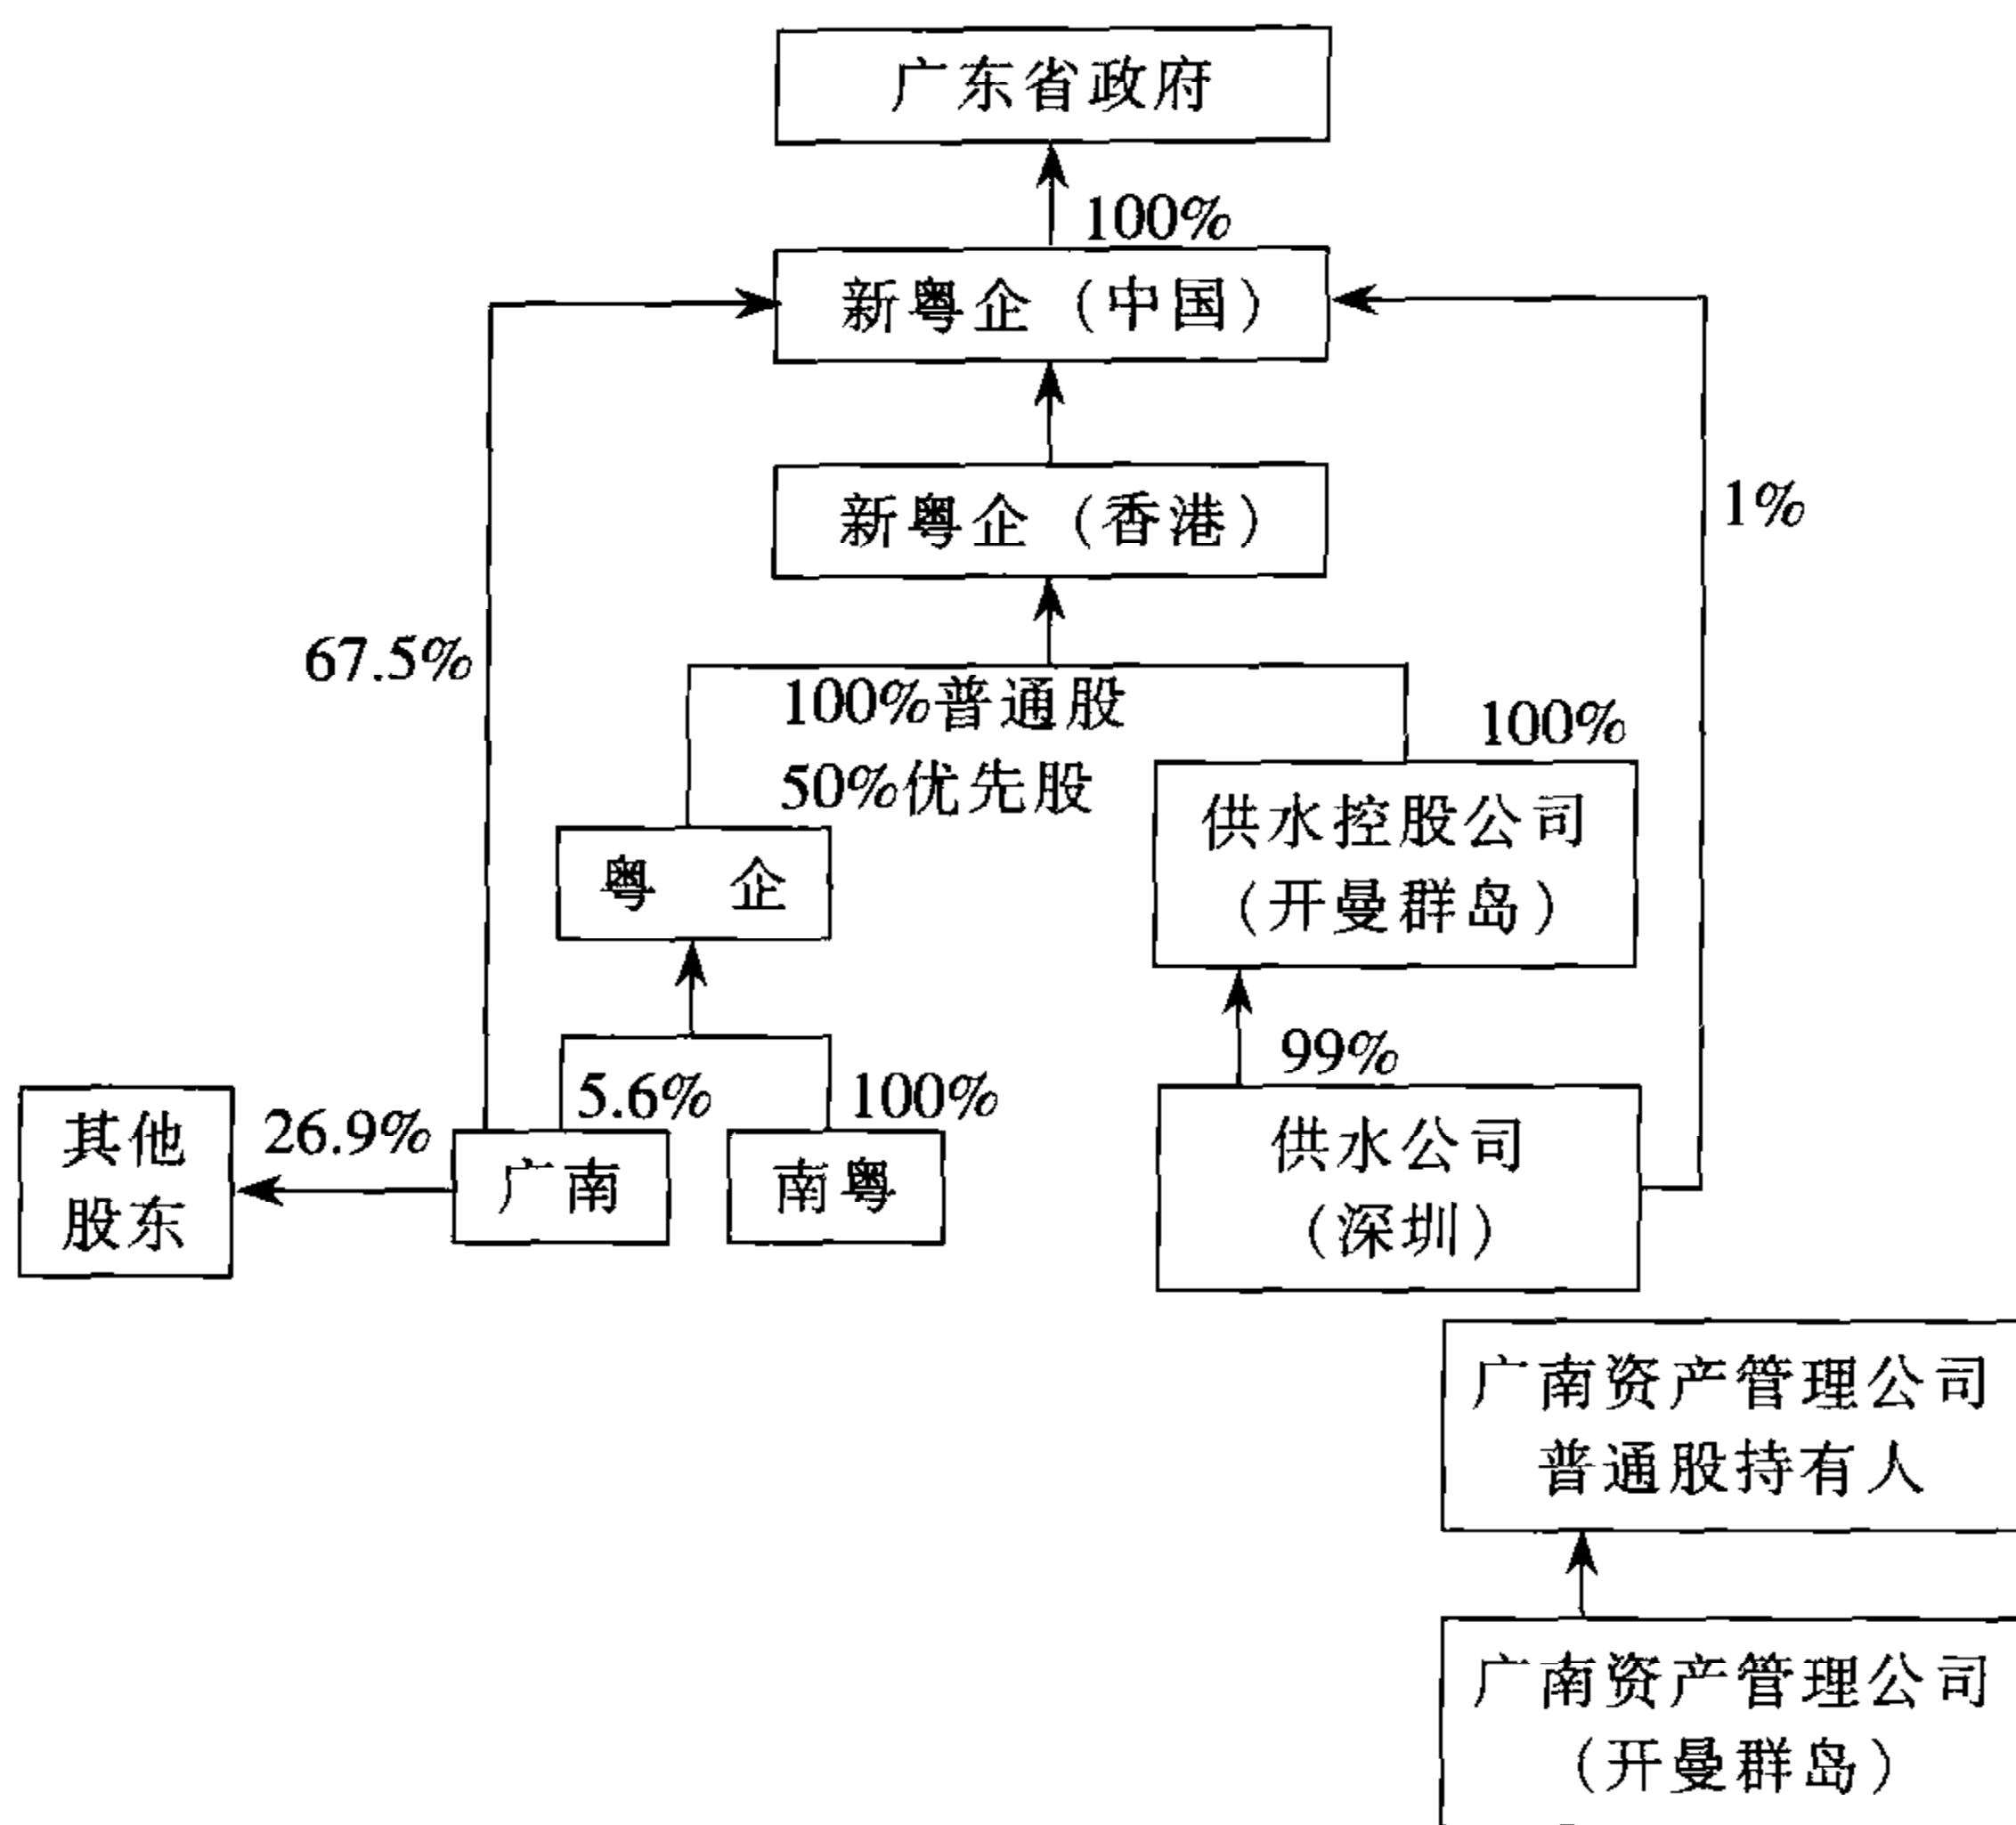 广东省政府
100%
新粤企（中国）
新粤企（香港）
1%
67.5%
100%普通股
50%优先股
100%
供水控股公司
（开曼群岛）
粤 企
99%
5.6%
100%
其他
股东
26.9%
广南
南粤
供水公司
（深圳）
广南资产管理公司
普通股持有人
广南资产管理公司
（开曼群岛）